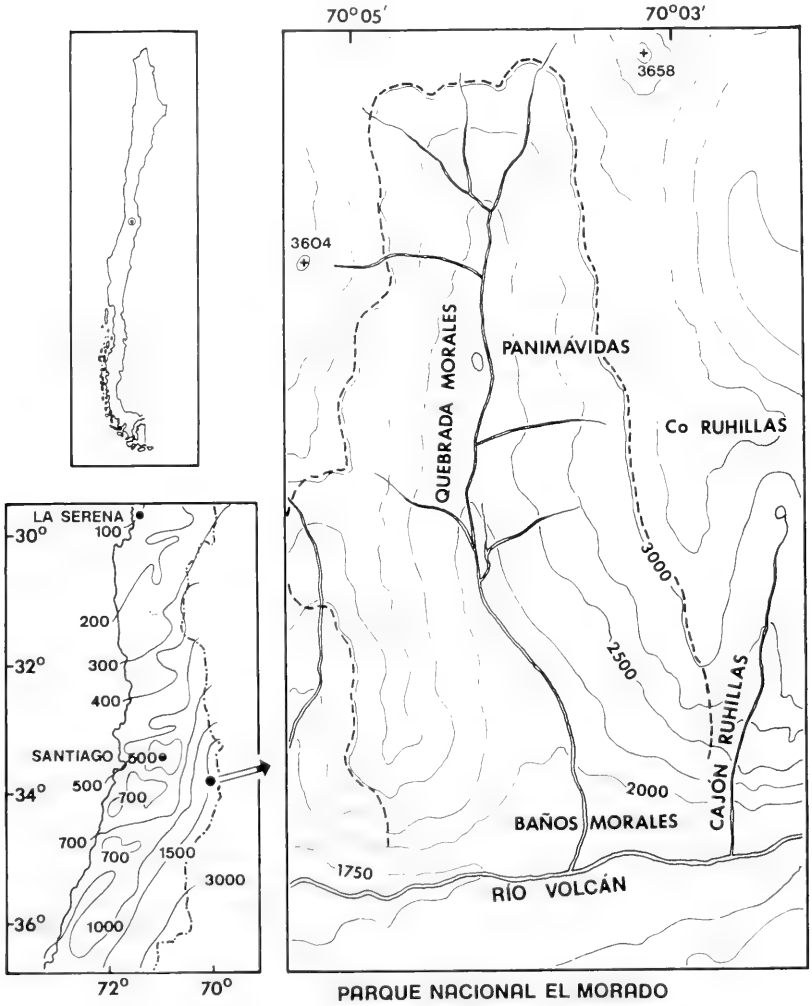 70° 05′
70° 03′
3658
3604
QUEBRADA MORALES
PANIMÁVIDAS
Co RUHILLAS
3000
2500
2000
CAJÓN RUHILLAS
BAÑOS MORALES
1750
RÍO VOLCÁN
LA SERENA
100
30°
200
32°
300
400
SANTIAGO 500
500
34°
700
700
700
1500
3000
1000
36°
72°
70°
PARQUE NACIONAL EL MORADO